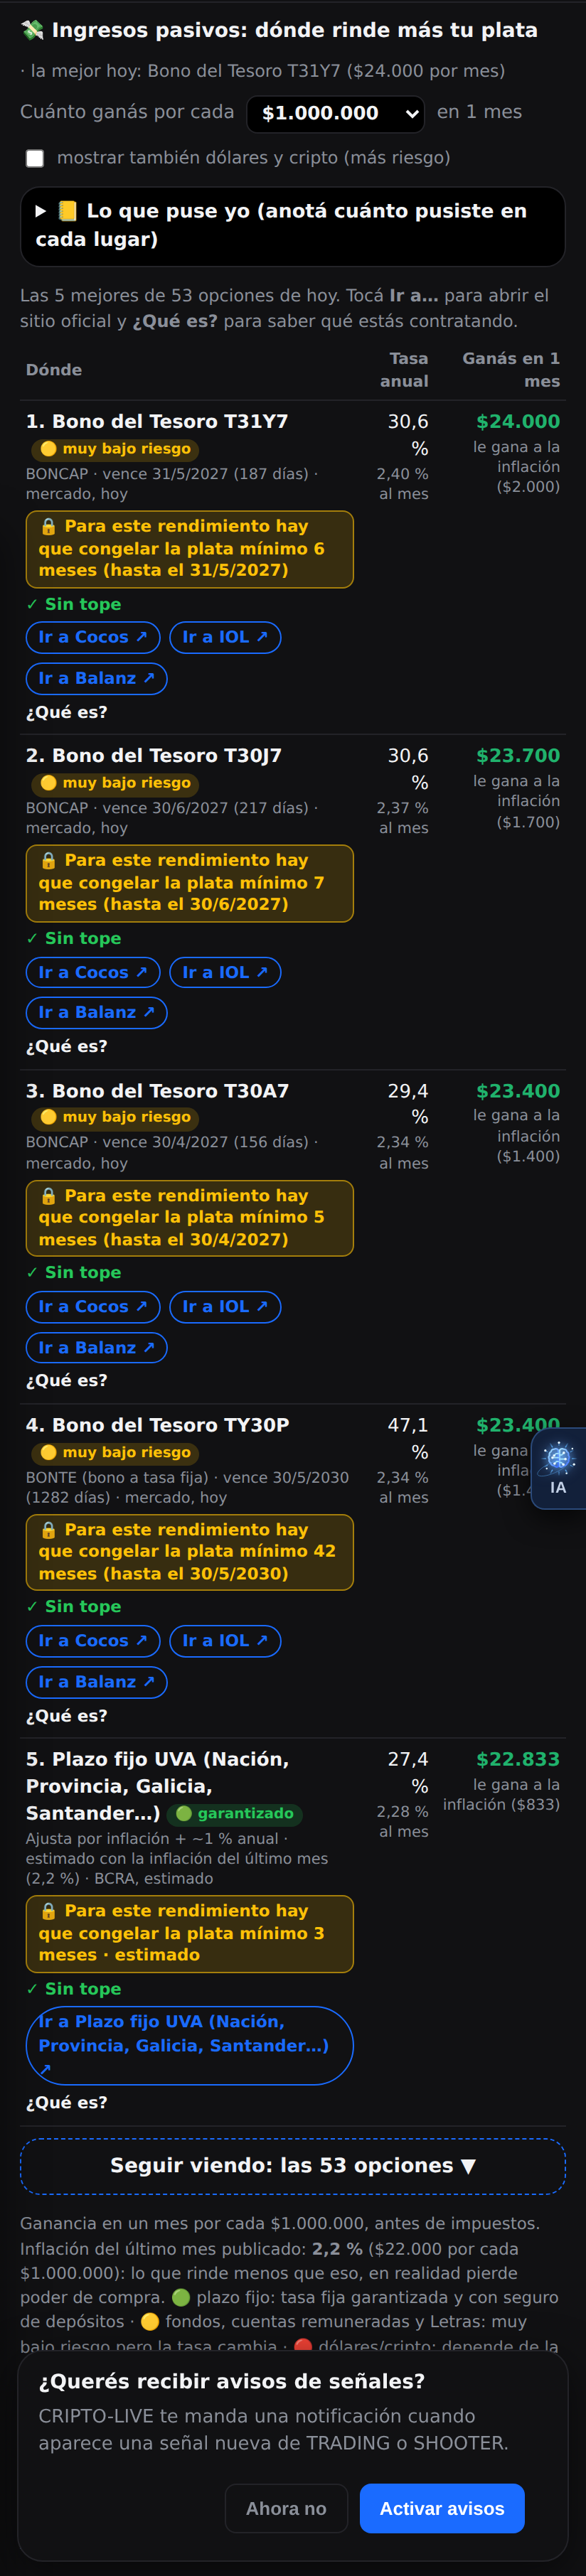 💸 Ingresos pasivos: dónde rinde más tu plata
· la mejor hoy: Bono del Tesoro T31Y7 ($24.000 por mes)
Cuánto ganás por cada $1.000.000 en 1 mes
mostrar también dólares y cripto (más riesgo)
▶ 📒 Lo que puse yo (anotá cuánto pusiste en
cada lugar)
Las 5 mejores de 53 opciones de hoy. Tocá Ir a... para abrir el
sitio oficial y ¿Qué es? para saber qué estás contratando.
Dónde
Tasa
anual
Ganás en 1
mes
1. Bono del Tesoro T31Y7
🟡 muy bajo riesgo
BONCAP · vence 31/5/2027 (187 días) ·
mercado, hoy
30,6
%
2,40 %
al mes
$24.000
le gana a la
inflación
($2.000)
🔒 Para este rendimiento hay
que congelar la plata mínimo 6
meses (hasta el 31/5/2027)
✓ Sin tope
Ir a Cocos ↗ Ir a IOL ↗
Ir a Balanz ↗
¿Qué es?
2. Bono del Tesoro T30J7
🟡 muy bajo riesgo
BONCAP · vence 30/6/2027 (217 días) ·
mercado, hoy
30,6
%
2,37 %
al mes
$23.700
le gana a la
inflación
($1.700)
🔒 Para este rendimiento hay
que congelar la plata mínimo 7
meses (hasta el 30/6/2027)
✓ Sin tope
Ir a Cocos ↗ Ir a IOL ↗
Ir a Balanz ↗
¿Qué es?
3. Bono del Tesoro T30A7
🟡 muy bajo riesgo
BONCAP · vence 30/4/2027 (156 días) ·
mercado, hoy
29,4
%
2,34 %
al mes
$23.400
le gana a la
inflación
($1.400)
🔒 Para este rendimiento hay
que congelar la plata mínimo 5
meses (hasta el 30/4/2027)
✓ Sin tope
Ir a Cocos ↗ Ir a IOL ↗
Ir a Balanz ↗
¿Qué es?
4. Bono del Tesoro TY30P
🟡 muy bajo riesgo
BONTE (bono a tasa fija) · vence 30/5/2030
(1282 días) · mercado, hoy
47,1
%
2,34 %
al mes
$23.400
le gana
IA
🔒 Para este rendimiento hay
que congelar la plata mínimo 42
meses (hasta el 30/5/2030)
✓ Sin tope
Ir a Cocos ↗ Ir a IOL ↗
Ir a Balanz ↗
¿Qué es?
5. Plazo fijo UVA (Nación,
Provincia, Galicia,
Santander...) 🟢 garantizado
Ajusta por inflación + ~1 % anual ·
estimado con la inflación del último mes
(2,2 %) · BCRA, estimado
27,4
%
2,28 %
al mes
$22.833
le gana a la
inflación ($833)
🔒 Para este rendimiento hay
que congelar la plata mínimo 3
meses · estimado
✓ Sin tope
Ir a Plazo fijo UVA (Nación,
Provincia, Galicia, Santander...)
↗
¿Qué es?
Seguir viendo: las 53 opciones ▼
Ganancia en un mes por cada $1.000.000, antes de impuestos.
Inflación del último mes publicado: 2,2 % ($22.000 por cada
$1.000.000): lo que rinde menos que eso, en realidad pierde
poder de compra. 🟢 plazo fijo: tasa fija garantizada y con seguro
de depósitos · 🟡 fondos, cuentas remuneradas y Letras: muy
bajo riesgo pero la tasa cambia · 🔴 dólares/cripto: depende de la
¿Querés recibir avisos de señales?
CRIPTO-LIVE te manda una notificación cuando
aparece una señal nueva de TRADING o SHOOTER.
Ahora no
Activar avisos